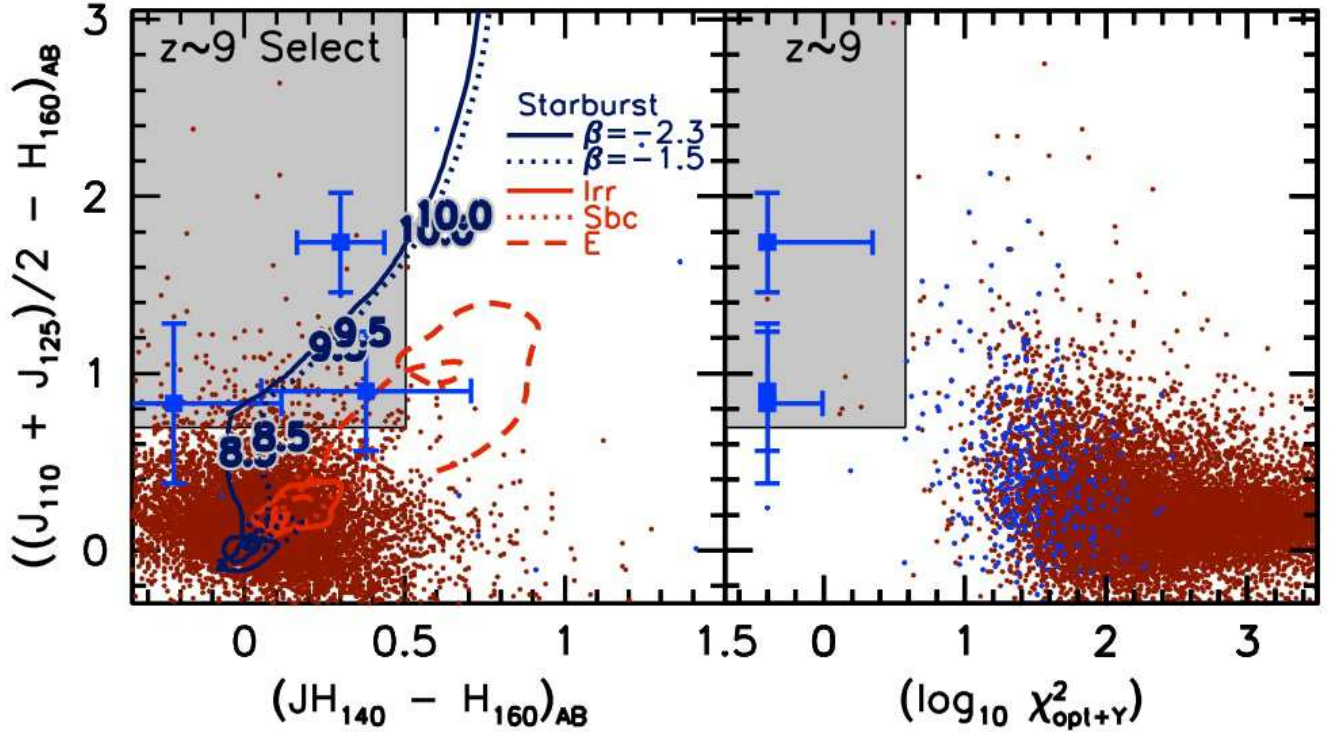 ((J110 + J125)/2 - H160)AB
3
2
1
0
z~9 Select
Starburst
β=-2.3
β=-1.5
Irr
Sbc
E
10.0
9.5
8.5
z~9
0
0.5
1
1.5
0
1
2
3
(JH140 - H160)AB
(log10 χ²opt+Y)